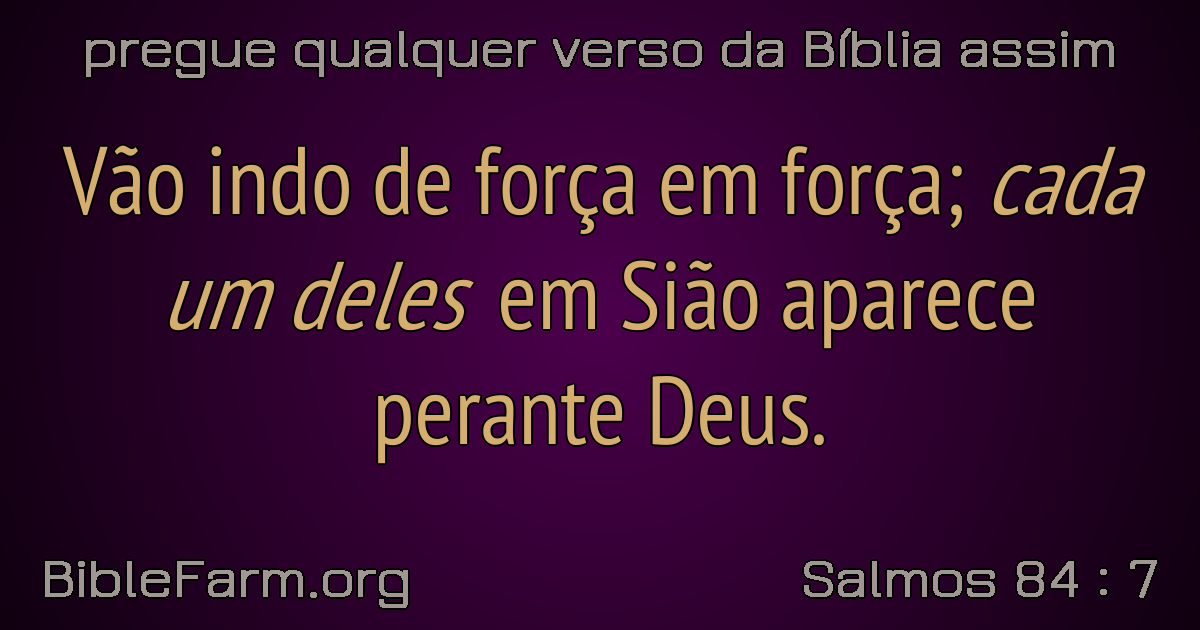 pregue qualquer verso da Bíblia assim
Vão indo de força em força; cada
um deles em Sião aparece
perante Deus.
BibleFarm.org
Salmos 84 : 7